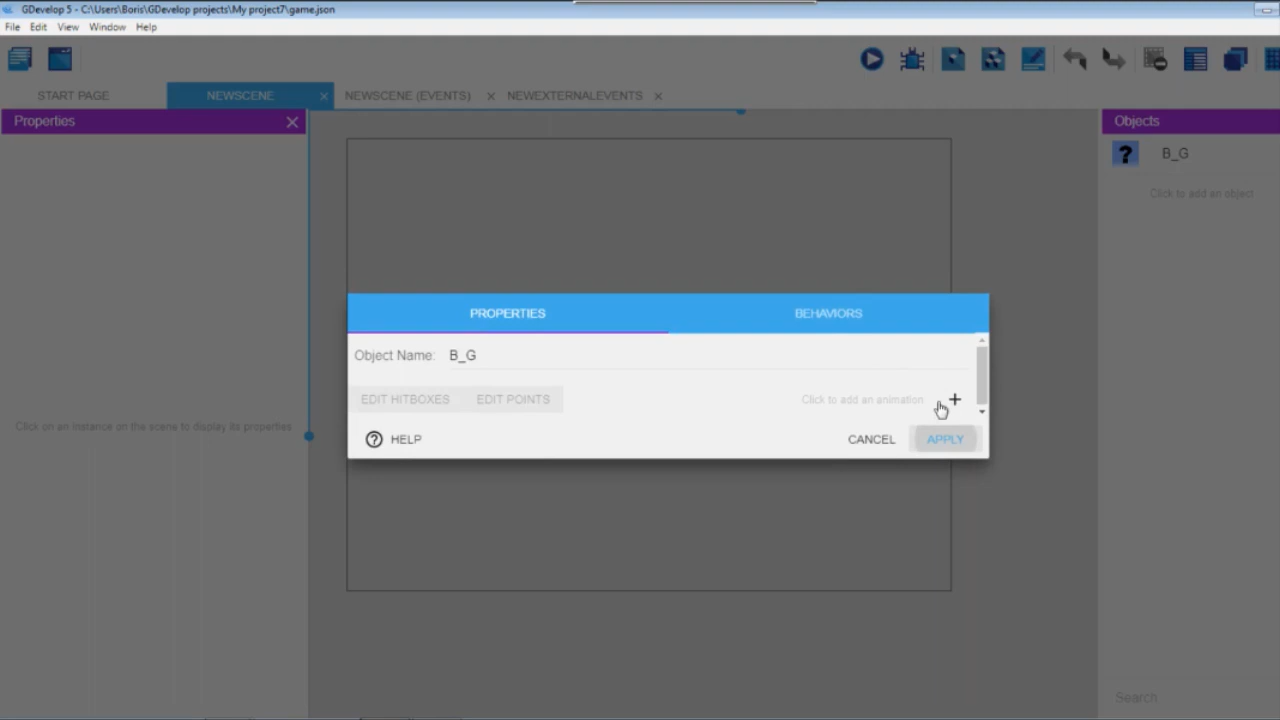 GDevelop 5 - C:\Users\Boris\GDevelop projects\My project7\game.json
File Edit View Window Help
START PAGE NEWSCENE NEWSCENE (EVENTS) NEWEXTERNALEVENTS
Properties
Objects
B_G
Click to add an object
PROPERTIES BEHAVIORS
Object Name: B_G
EDIT HITBOXES EDIT POINTS Click to add an animation
Click on an instance on the scene to display its properties
HELP CANCEL APPLY
Search